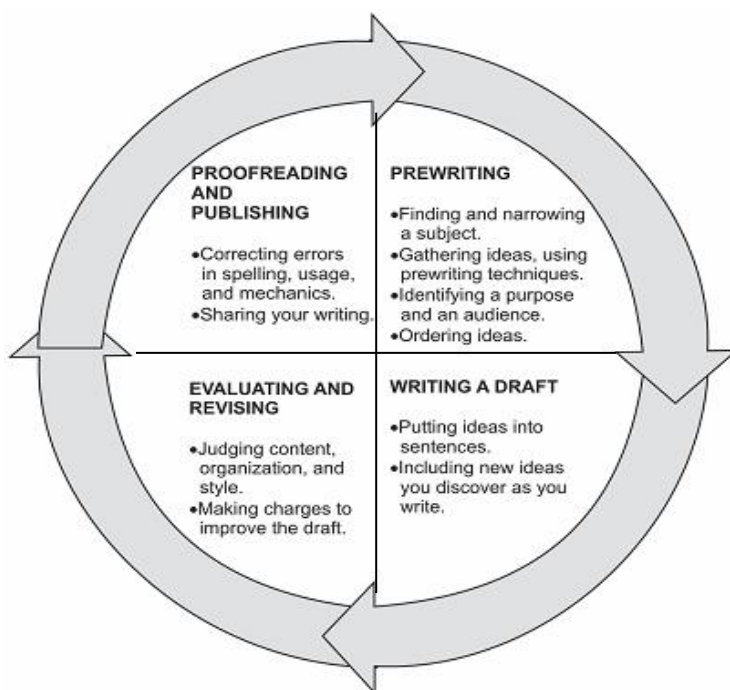 PROOFREADING
AND
PUBLISHING
•Correcting errors
in spelling, usage,
and mechanics.
•Sharing your writing.
PREWRITING
•Finding and narrowing
a subject.
•Gathering ideas, using
prewriting techniques.
•Identifying a purpose
and an audience.
•Ordering ideas.
EVALUATING AND
REVISING
•Judging content,
organization, and
style.
•Making charges to
improve the draft.
WRITING A DRAFT
•Putting ideas into
sentences.
•Including new ideas
you discover as you
write.